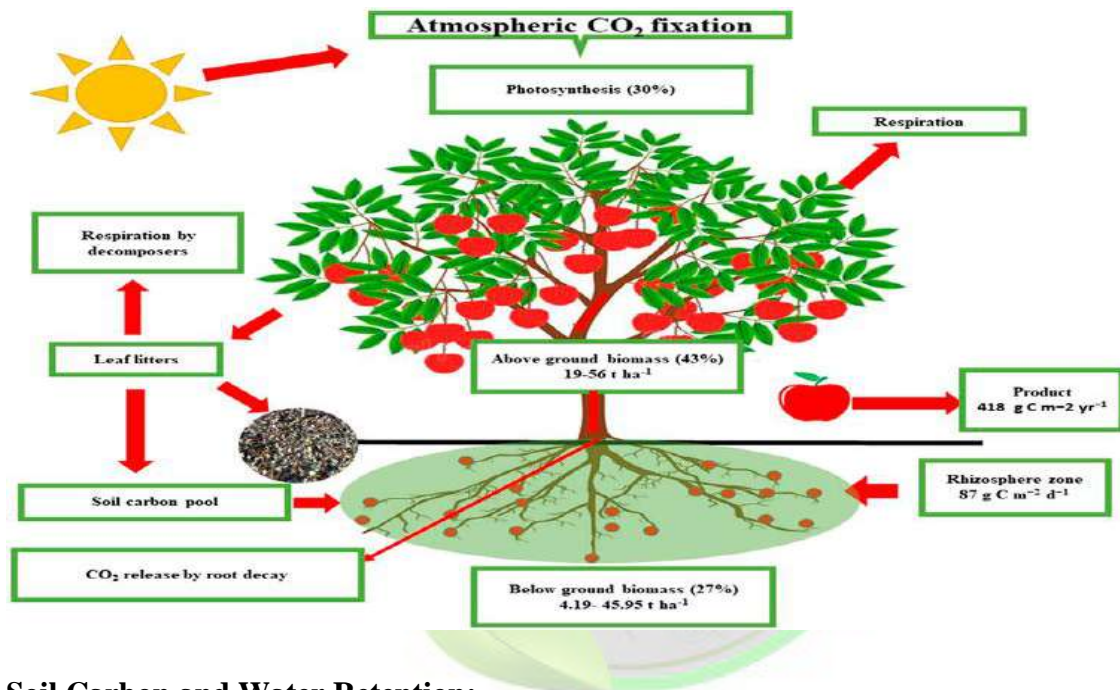 Atmospheric CO₂ fixation
Photosynthesis (30%)
Respiration
Respiration by
decomposers
Leaf litters
Above ground biomass (43%)
19-56 t ha⁻¹
Product
418 g C m−2 yr⁻¹
Soil carbon pool
Rhizosphere zone
87 g C m⁻² d⁻¹
CO₂ release by root decay
Below ground biomass (27%)
4.19- 45.95 t ha⁻¹
Soil Carbon and Water Retention: